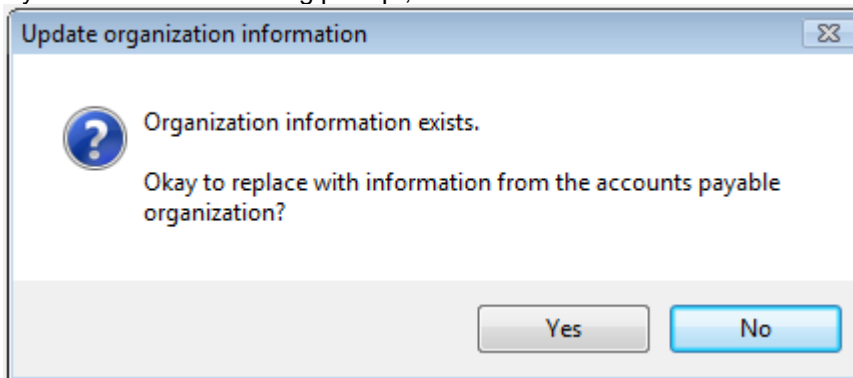 Update organization information
Organization information exists.
Okay to replace with information from the accounts payable
organization?
Yes
No